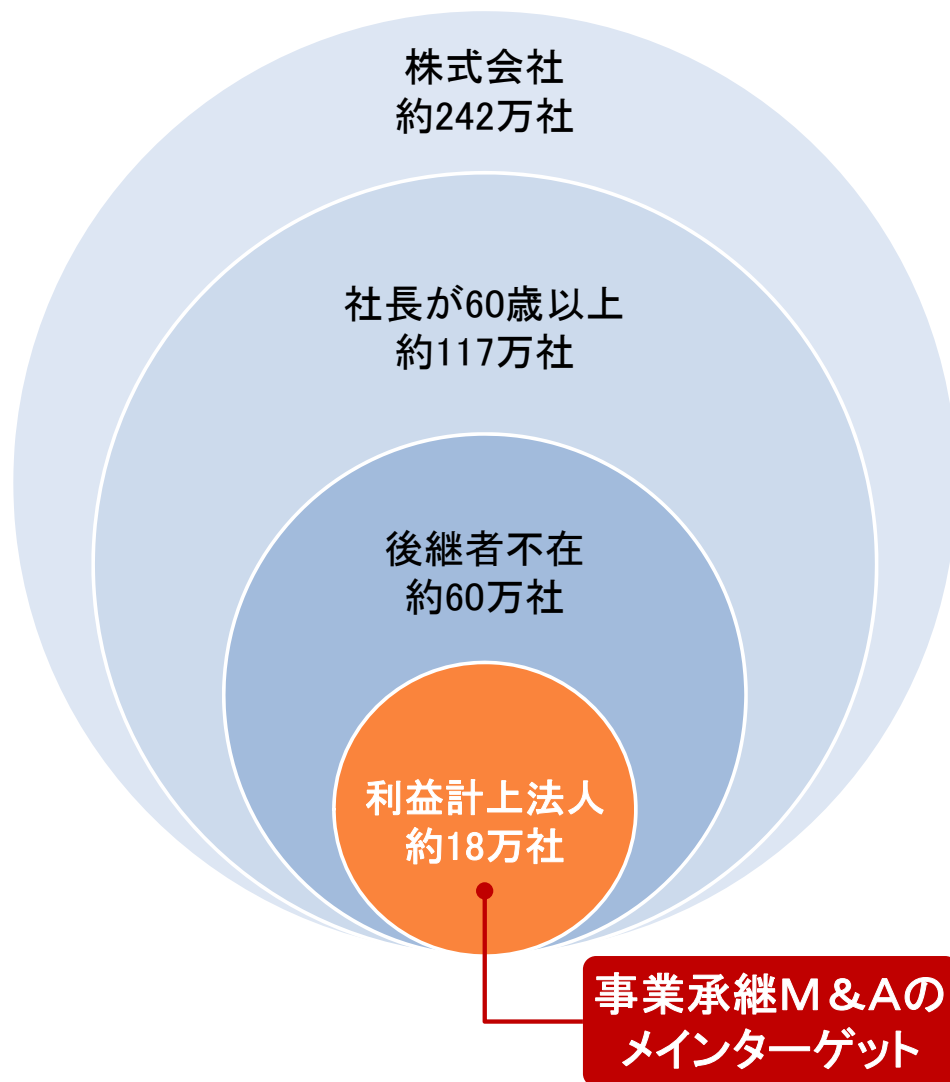 株式会社
約242万社
社長が60歳以上
約117万社
後継者不在
約60万社
利益計上法人
約18万社
事業承継M&Aの
メインターゲット